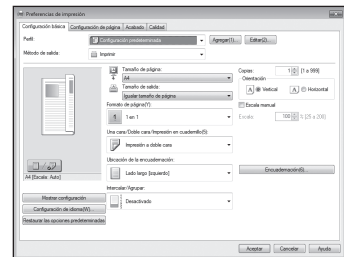 Preferencias de impresión
Configuración básica Configuración de página Acabado Calidad
Perfil: Configuración predeterminada Agregar(1)... Editar(2)...
Método de salida: Imprimir
Tamaño de página: Copias: 1 [1 a 999]
A4 Orientación
Tamaño de salida: A Vertical A Horizontal
Igualar tamaño de página
Formato de página(Y): Escala manual
1 1 en 1 Escala: 100 % [25 a 200]
Una cara/Doble cara/Impresión en cuadernillo(6):
Impresión a doble cara
Ubicación de la encuadernación:
Lado largo [izquierdo] Encuadernación(G)...
A4 [Escala: Auto]
Intercalar/Agrupar:
Mostrar configuración Desactivado
Configuración de idioma(W)...
Restaurar las opciones predeterminadas
Aceptar Cancelar Ayuda